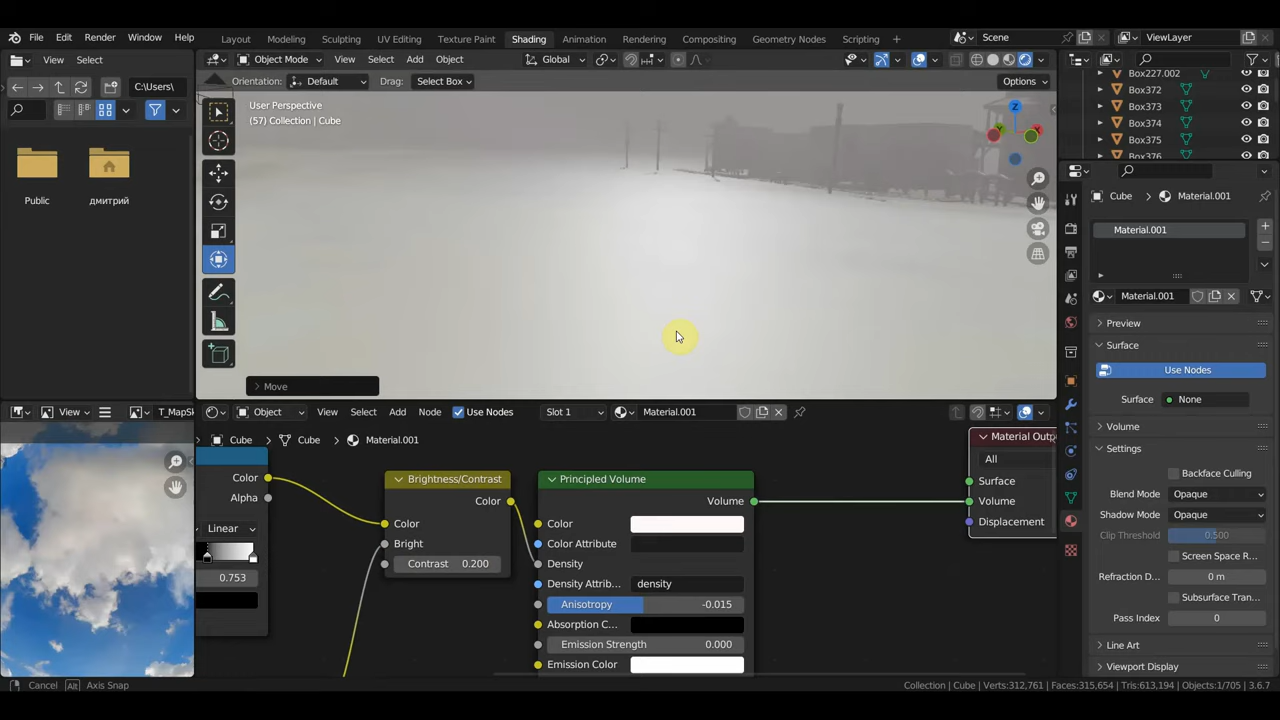 File Edit Render Window Help Layout Modeling Sculpting UV Editing Texture Paint Shading Animation Rendering Compositing Geometry Nodes Scripting Scene ViewLayer
View Select
Object Mode View Select Add Object Global Options
Orientation: Default Drag: Select Box
C:\Users\
Public
дмитрий
User Perspective
(57) Collection | Cube
Z
Move
Box227.002
Box372
Box373
Box374
Box375
Box376
Cube Material.001
Material.001
Material.001
Preview
Surface
Use Nodes
Surface None
Volume
Settings
Backface Culling
Blend Mode Opaque
Shadow Mode Opaque
Clip Threshold 0.500
Screen Space R...
Refraction D... 0 m
Subsurface Tran...
Pass Index 0
Line Art
Viewport Display
View T_MapSk
Object View Select Add Node Use Nodes Slot 1 Material.001
Cube Cube Material.001
Color
Alpha
Linear
0.753
Brightness/Contrast
Color
Color
Bright
Contrast 0.200
Principled Volume
Volume
Color
Color Attribute
Density
Density Attrib... density
Anisotropy -0.015
Absorption C...
Emission Strength 0.000
Emission Color
Material Outp
All
Surface
Volume
Displacement
Cancel Alt Axis Snap
Collection | Cube | Verts:312,761 | Faces:315,654 | Tris:613,194 | Objects:1/705 | mic | 3.6.7